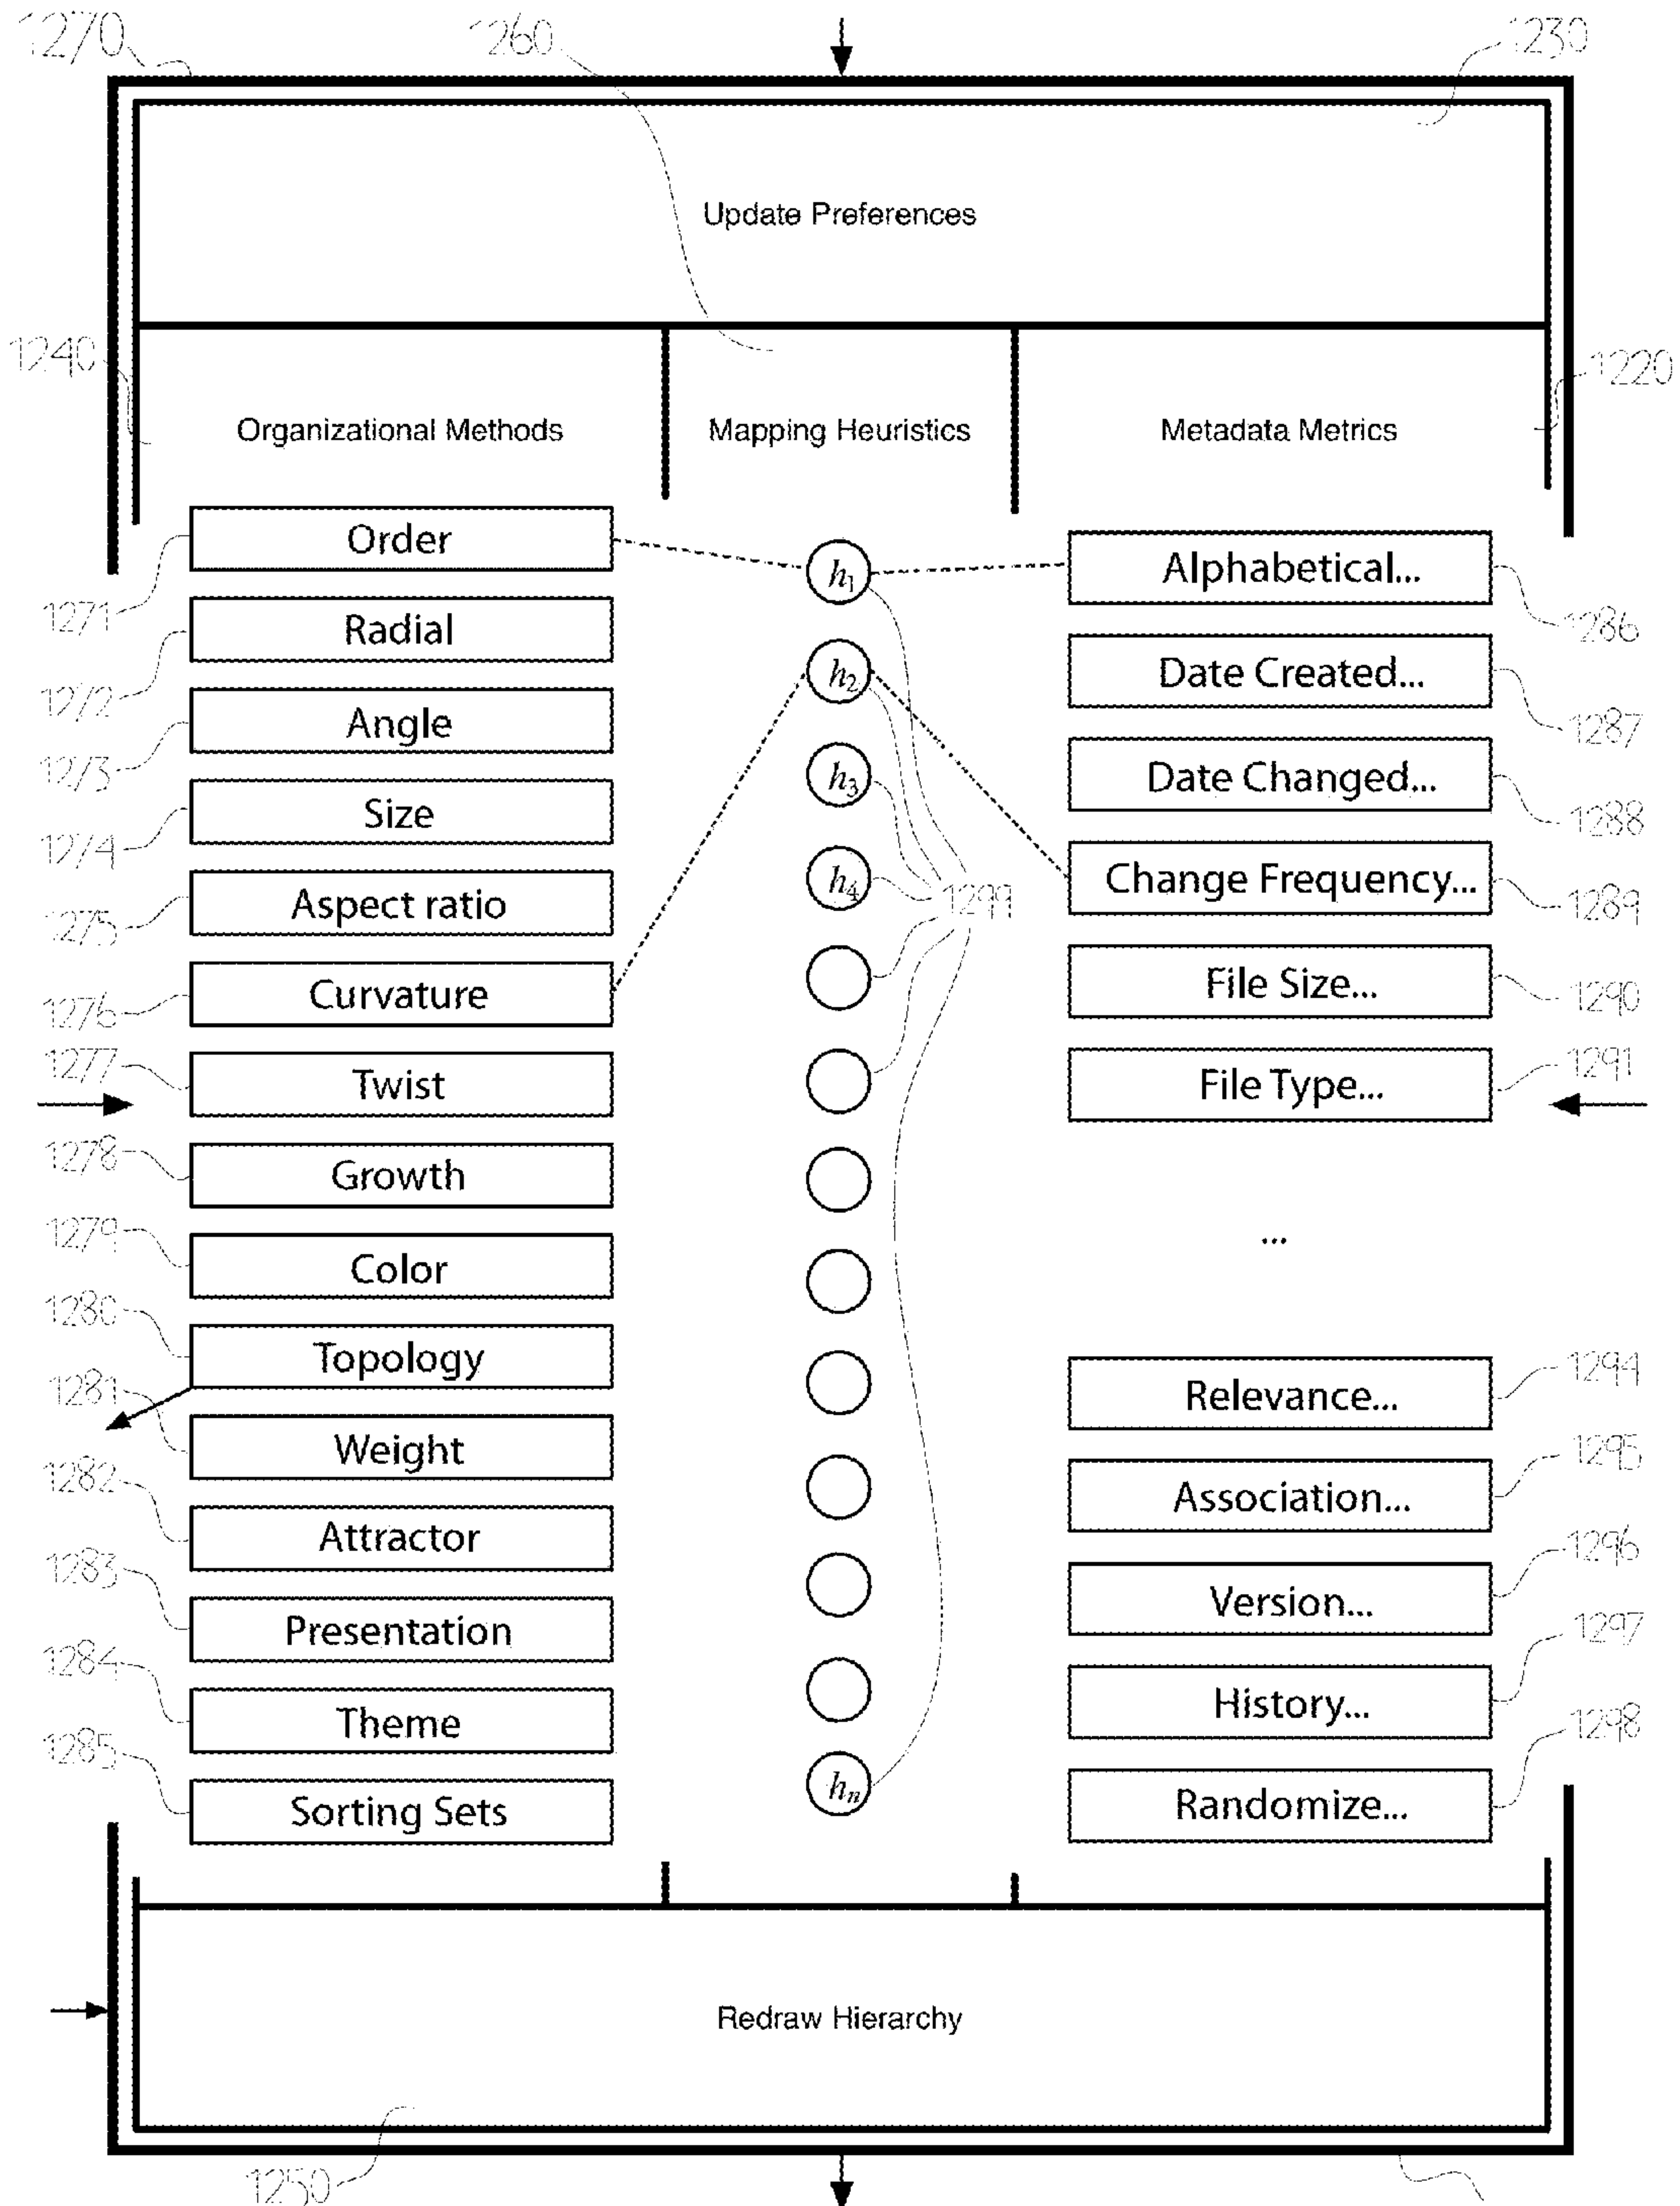 1270
1260
1230
Update Preferences
1240
1220
Organizational Methods
Mapping Heuristics
Metadata Metrics
Order
h1
Alphabetical...
1271
1286
Radial
h2
Date Created...
1272
1287
Angle
h3
Date Changed...
1273
1288
Size
h4
Change Frequency...
1274
1299
1289
Aspect ratio
1275
File Size...
1290
Curvature
1276
File Type...
1291
1277
Twist
1278
Growth
1279
Color
...
1280
Topology
Relevance...
1294
1281
Weight
Association...
1295
1282
Attractor
Version...
1296
1283
Presentation
History...
1297
1284
Theme
Randomize...
1298
1285
Sorting Sets
hn
Redraw Hierarchy
1250